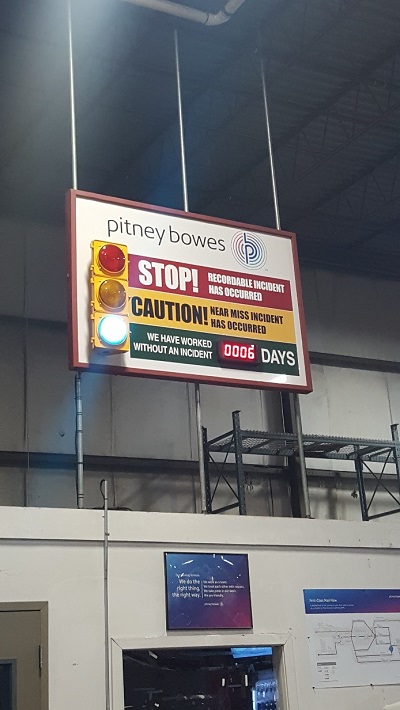 pitney bowes
STOP!
RECORDABLE INCIDENT
HAS OCCURRED
CAUTION!
NEAR MISS INCIDENT
HAS OCCURRED
WE HAVE WORKED
WITHOUT AN INCIDENT
0006
DAYS
We do the
right thing
the right way